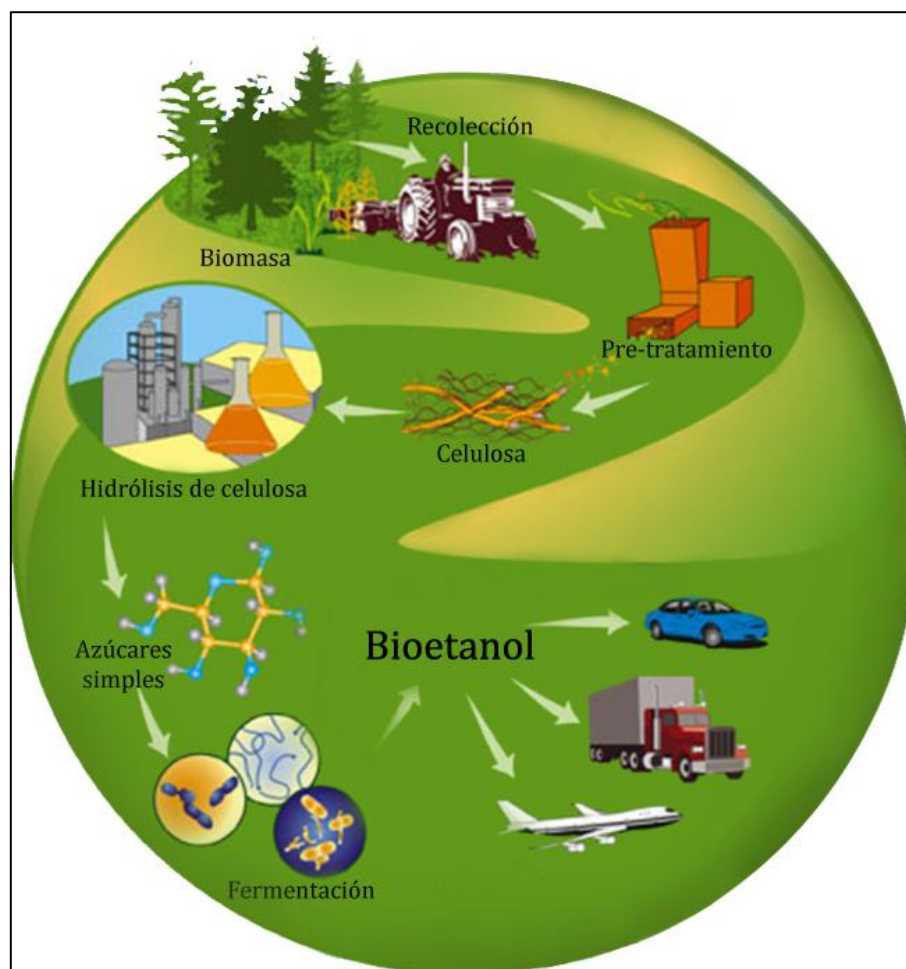 Recolección
Biomasa
Pre-tratamiento
Celulosa
Hidrólisis de celulosa
Azúcares
simples
Fermentación
Bioetanol